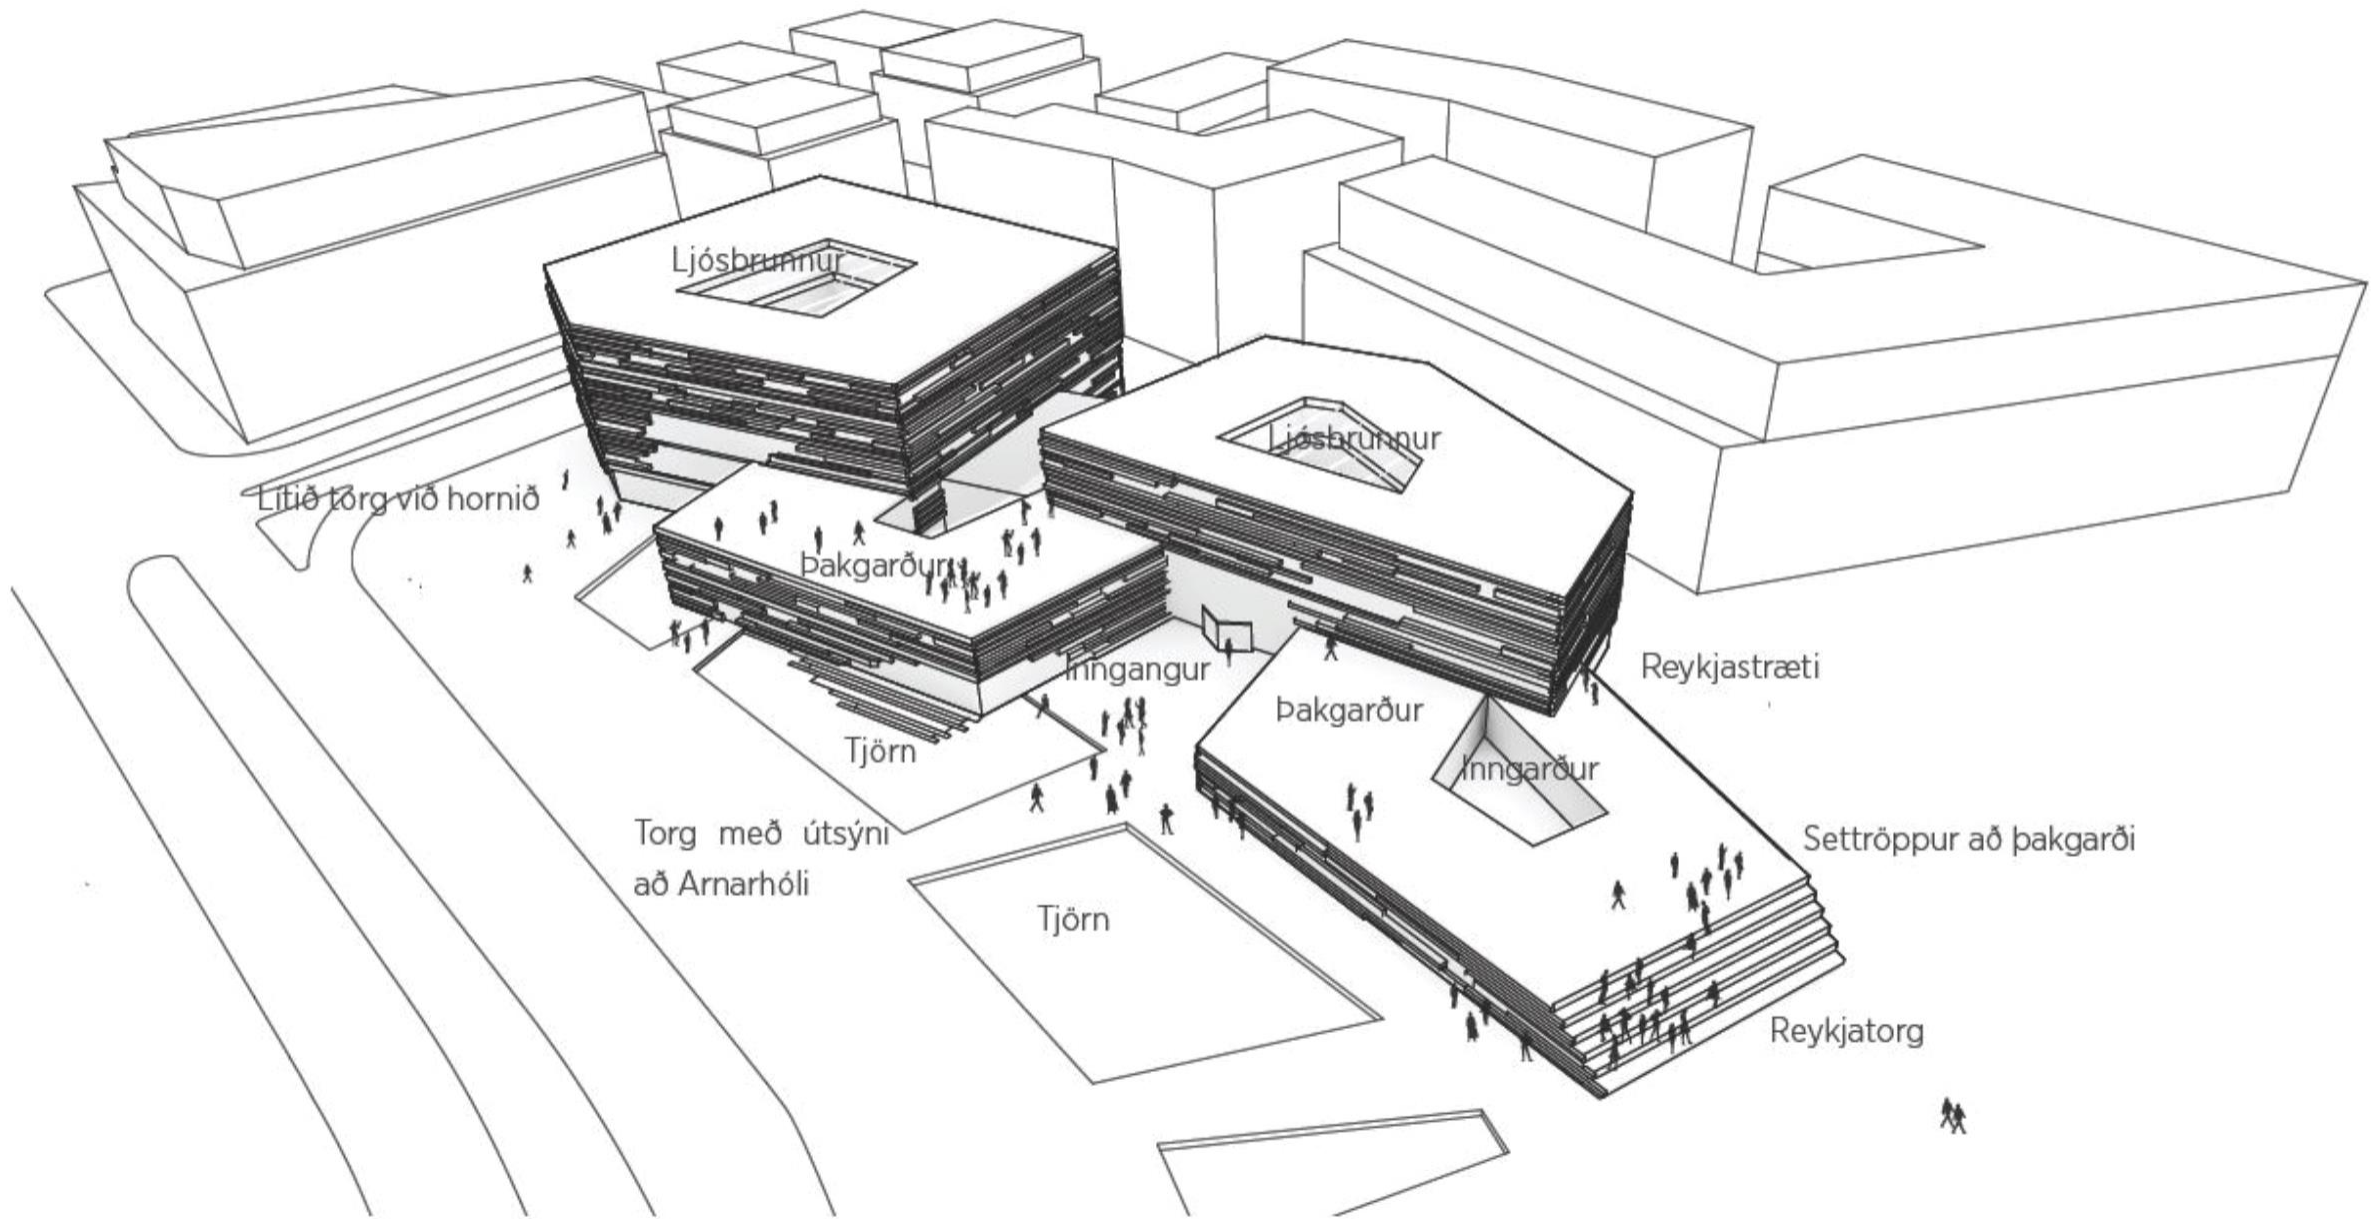 Ljósbrunnur
Ljósbrunnur
Lítið torg við hornið
Þakgarður
Inngangur
Reykjastræti
Þakgarður
Tjörn
Inngarður
Torg með útsýni
að Arnarhóli
Settröppur að þakgarði
Tjörn
Reykjatorg